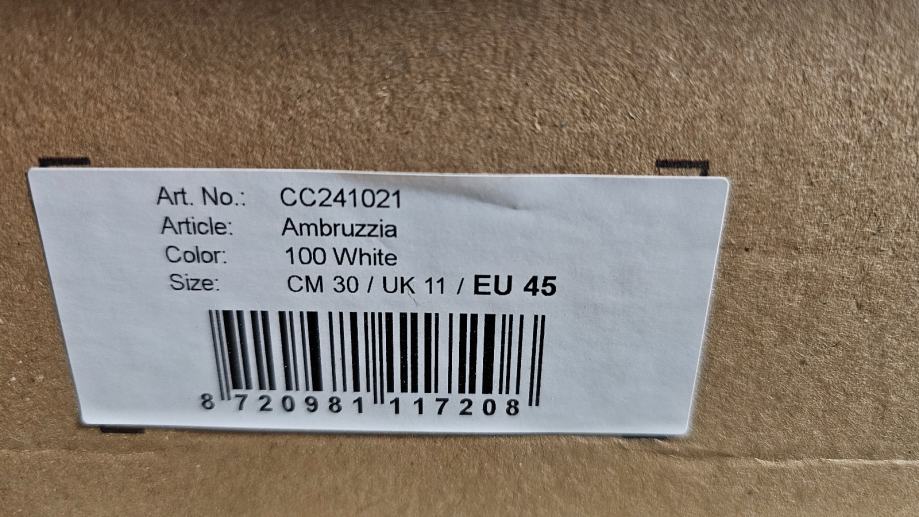 Art. No.: CC241021
Article: Ambruzzia
Color: 100 White
Size: CM 30 / UK 11 / EU 45
8 720981 117208